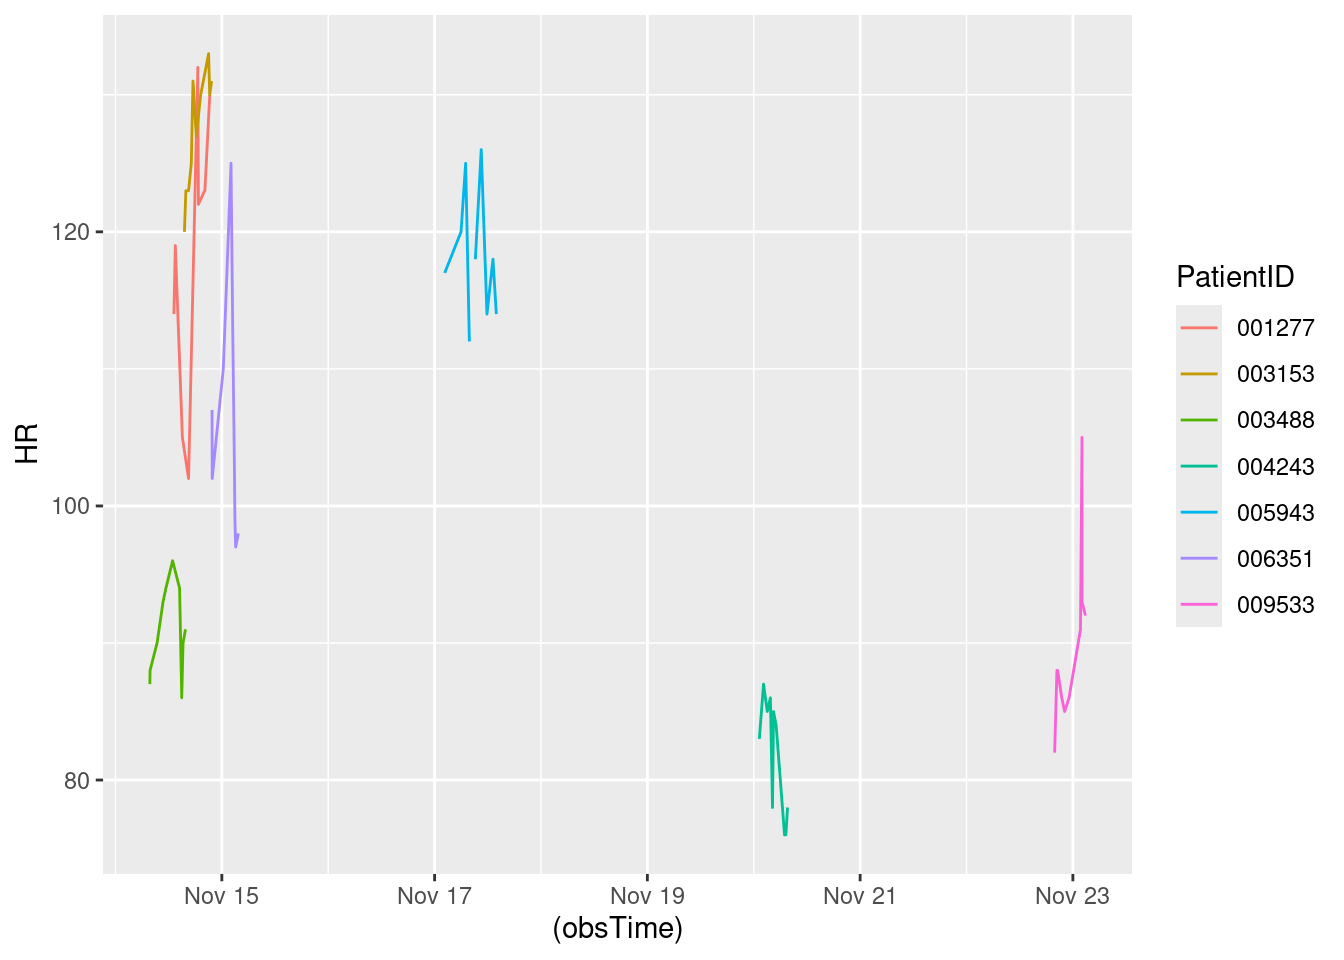 HR
120
100
80
Nov 15
Nov 17
Nov 19
Nov 21
Nov 23
(obsTime)
PatientID
001277
003153
003488
004243
005943
006351
009533